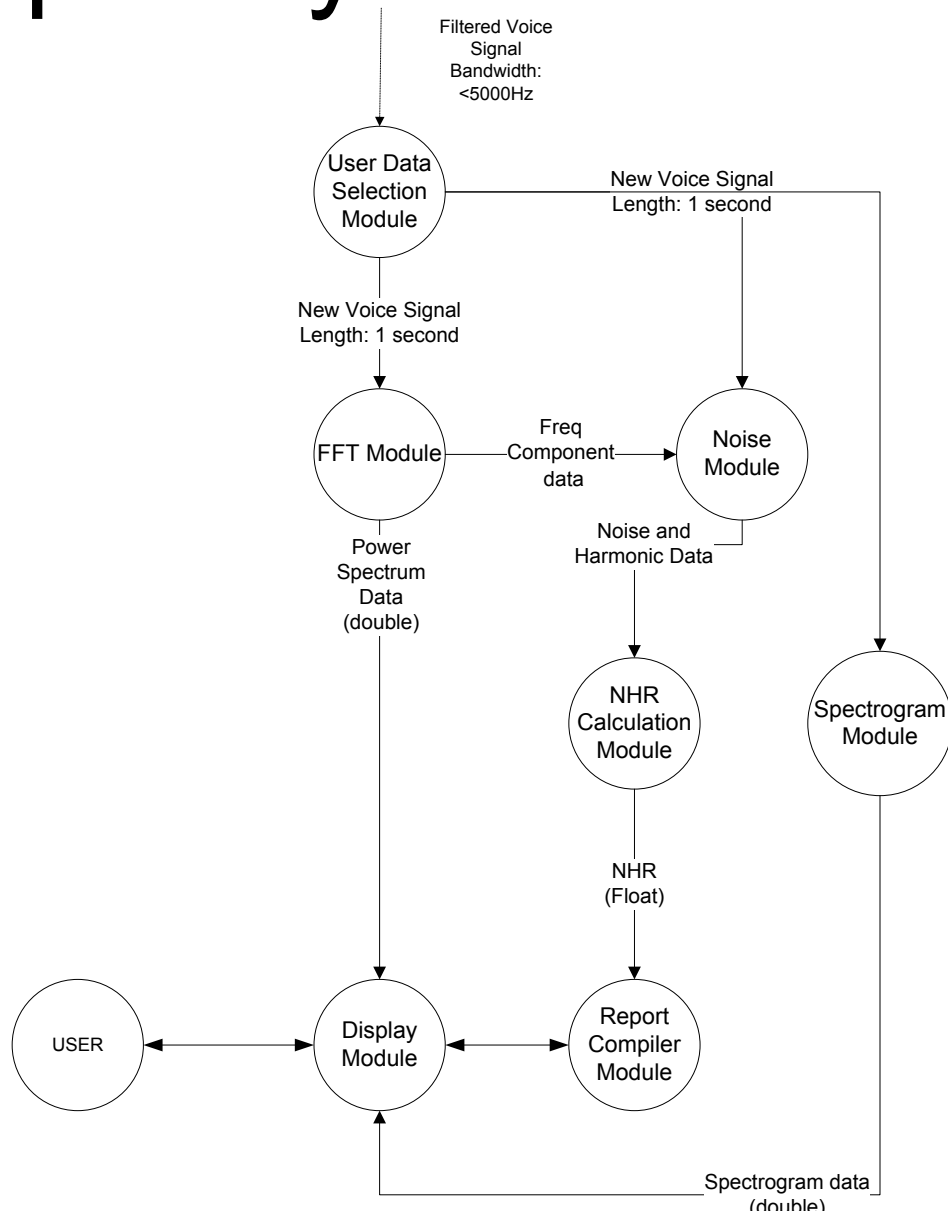 Filtered Voice
Signal
Bandwidth:
<5000Hz
User Data
Selection
Module
New Voice Signal
Length: 1 second
New Voice Signal
Length: 1 second
FFT Module
Freq
Component
data
Noise
Module
Power
Spectrum
Data
(double)
Noise and
Harmonic Data
NHR
Calculation
Module
Spectrogram
Module
NHR
(Float)
USER
Display
Module
Report
Compiler
Module
Spectrogram data
(double)